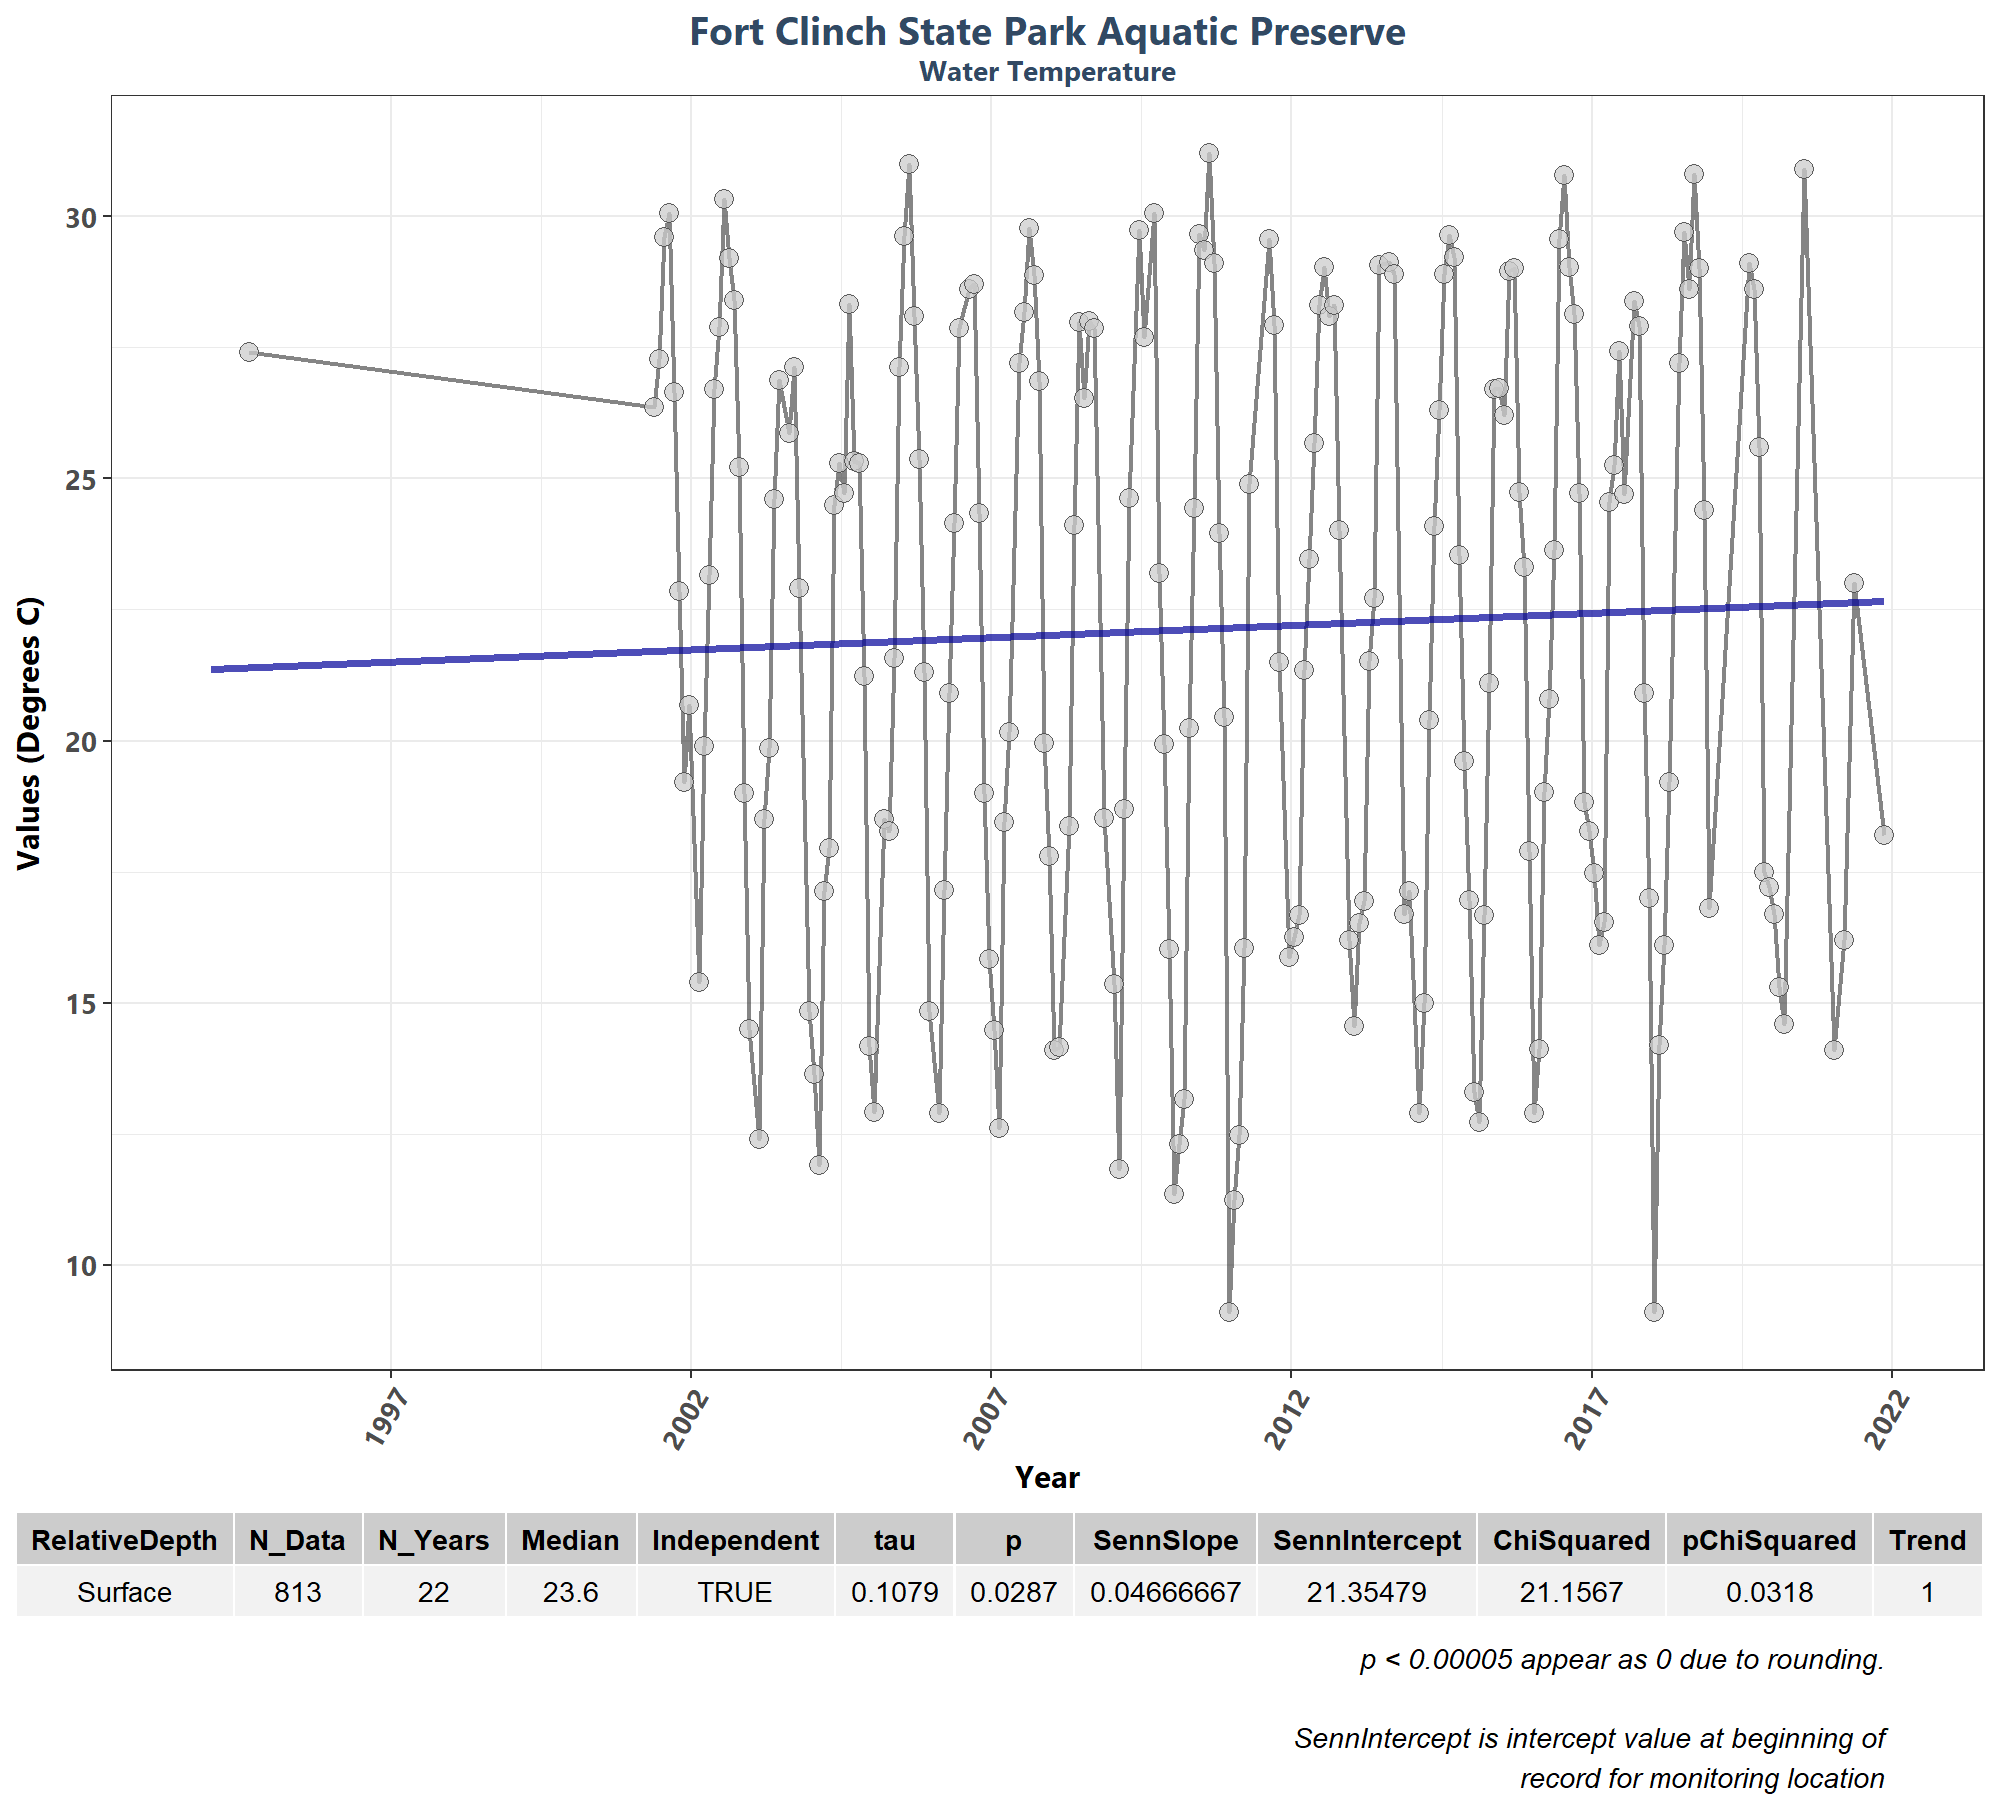 Fort Clinch State Park Aquatic Preserve
Water Temperature
Values (Degrees C)
30
25
20
15
10
1997
2002
2007
2012
2017
2022
Year
RelativeDepth N_Data N_Years Median Independent tau p SennSlope SennIntercept ChiSquared pChiSquared Trend
Surface 813 22 23.6 TRUE 0.1079 0.0287 0.04666667 21.35479 21.1567 0.0318 1
p < 0.00005 appear as 0 due to rounding.
SennIntercept is intercept value at beginning of
record for monitoring location